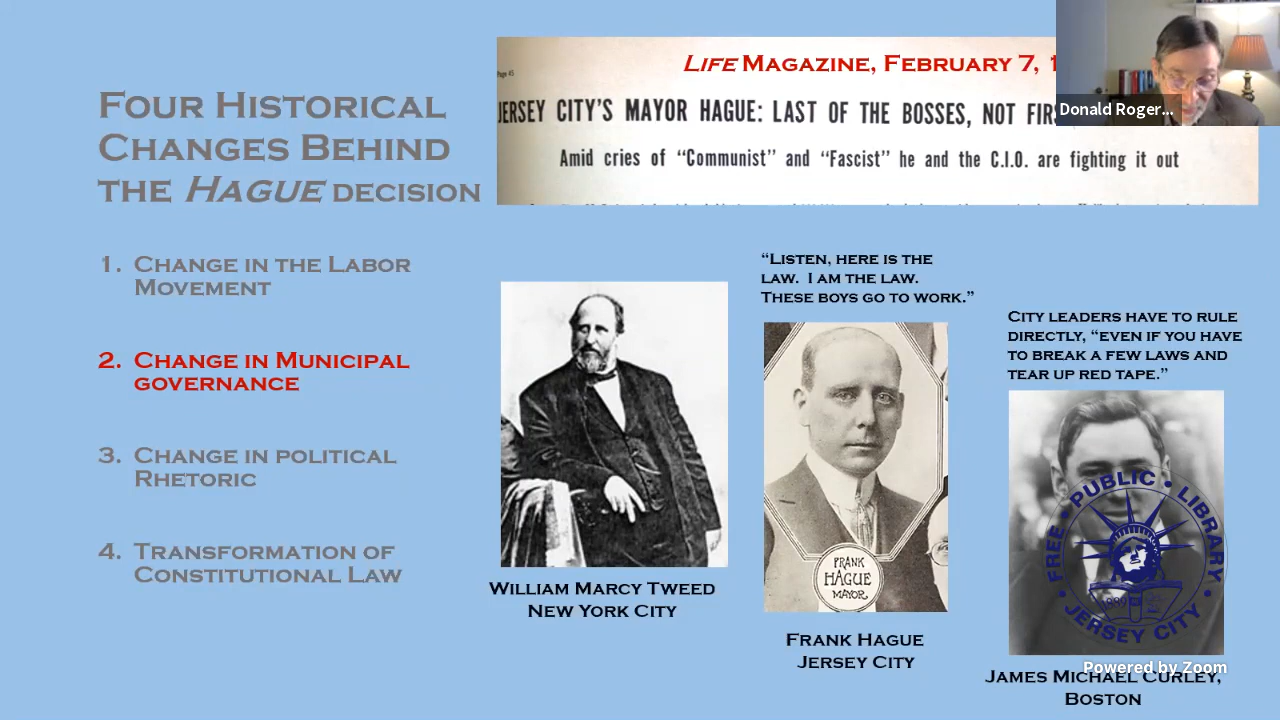 Four Historical
Changes Behind
the Hague decision
1. Change in the Labor
Movement
2. Change in Municipal
governance
3. Change in political
Rhetoric
4. Transformation of
Constitutional Law
Life Magazine, February 7,
JERSEY CITY'S MAYOR HAGUE: LAST OF THE BOSSES, NOT
Amid cries of “Communist” and “Fascist” he and the C.I.O. are fighting it out
Donald Roger...
“Listen, here is the
law. I am the law.
These boys go to work.”
City leaders have to rule
directly, “even if you have
to break a few laws and
tear up red tape.”
William Marcy Tweed
New York City
FRANK
HAGUE
MAYOR
Frank Hague
Jersey City
FREE • PUBLIC • LIBRARY
1889
JERSEY CITY
Powered by Zoom
James Michael Curley,
Boston